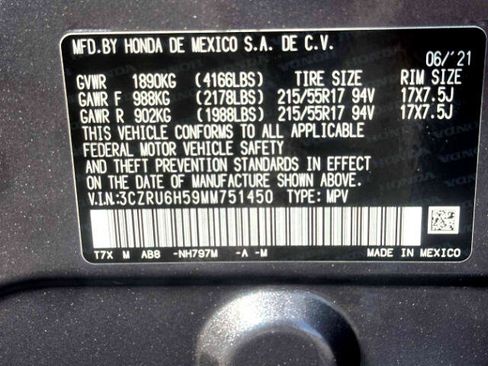 MFD.BY HONDA DE MEXICO S.A. DE C.V.
06/'21
GVWR 1890KG (4166LBS) TIRE SIZE RIM SIZE
GAWR F 988KG (2178LBS) 215/55R17 94V 17X7.5J
GAWR R 902KG (1988LBS) 215/55R17 94V 17X7.5J
THIS VEHICLE CONFORMS TO ALL APPLICABLE
FEDERAL MOTOR VEHICLE SAFETY
AND THEFT PREVENTION STANDARDS IN EFFECT
ON THE DATE OF MANUFACTURE SHOWN ABOVE.
V.I.N:3CZRU6H59MM751450 TYPE: MPV
T7X M AB8 -NH797M -A -M MADE IN MEXICO